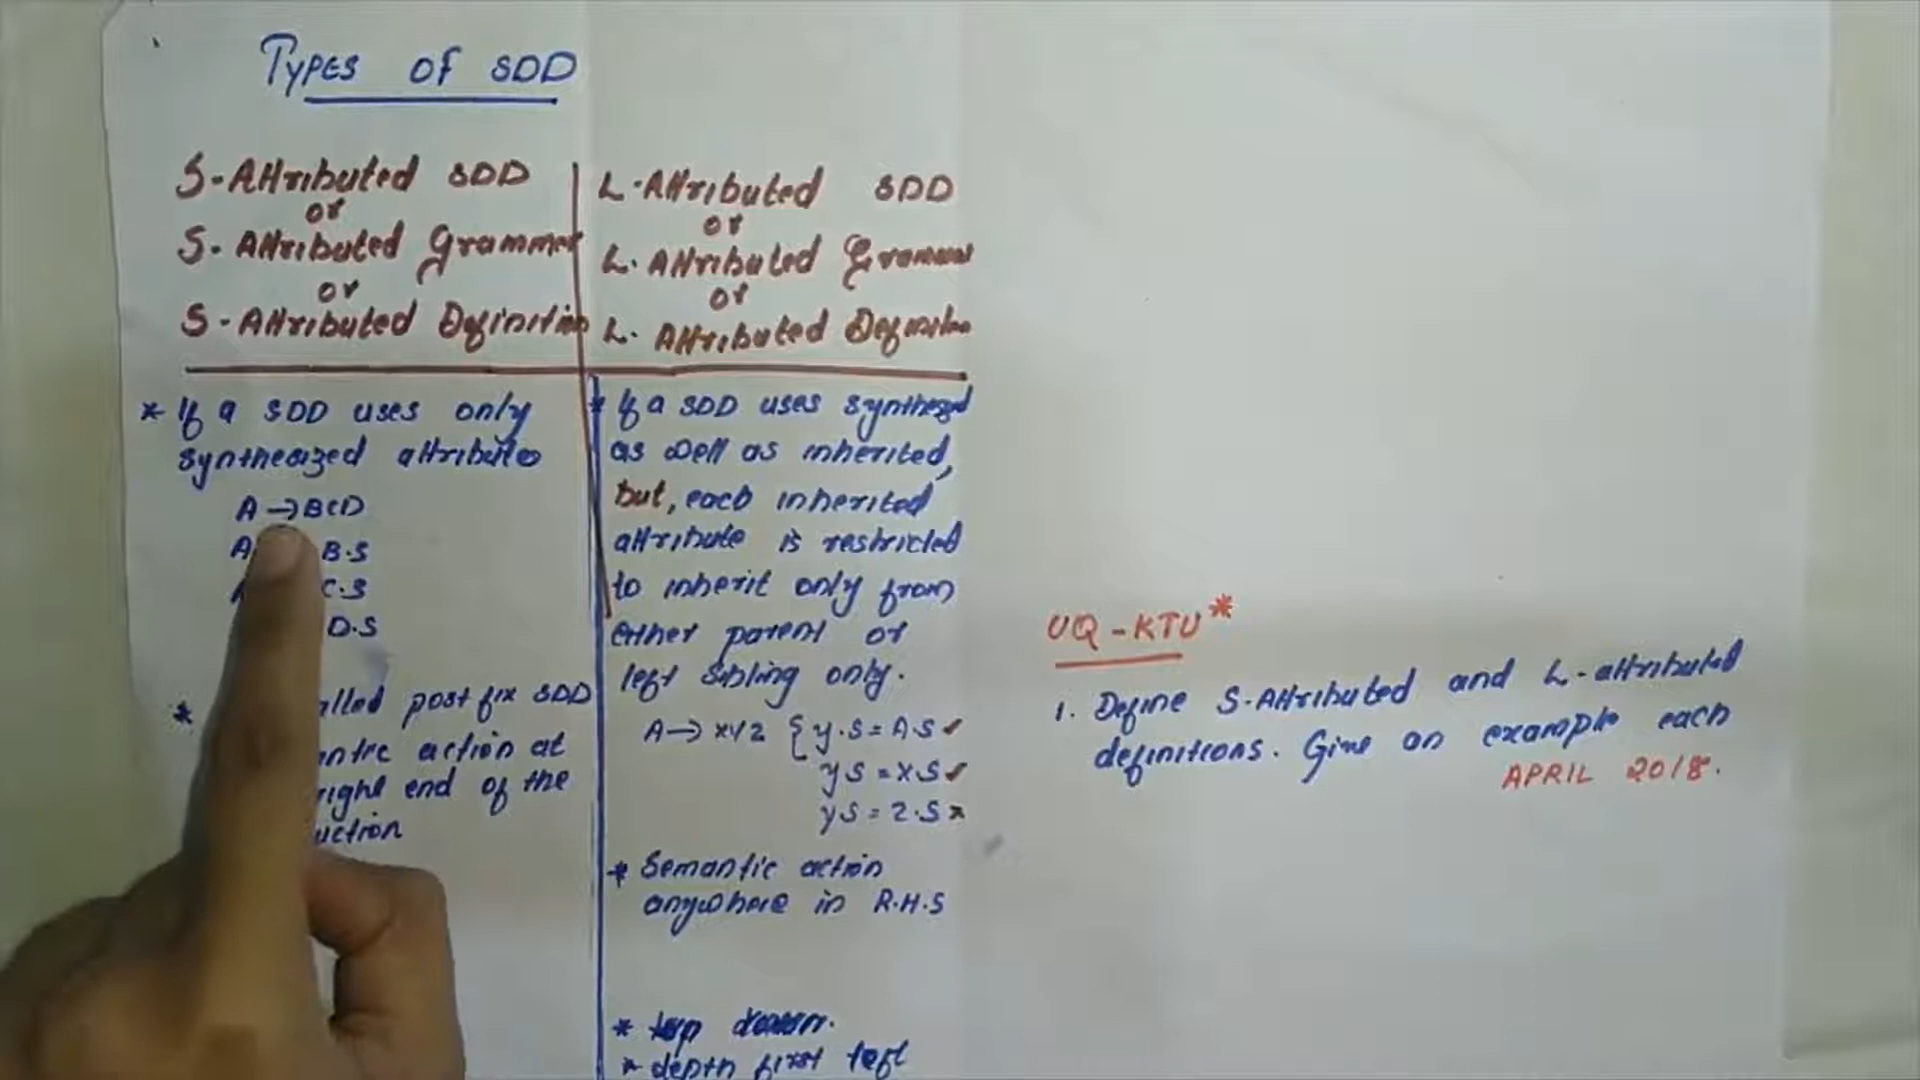 TYPES OF SDD
S-Attributed SDD
or
S-Attributed Grammer
or
S-Attributed Definition
* If a SDD uses only
synthesized attributes
A → BCD
A B.S
C.S
D.S
* post fix SDD
action at
right end of the
L-Attributed SDD
or
L-Attributed Grammar
or
L-Attributed Definition
* If a SDD uses synthesized
as well as inherited,
but, each inherited
attribute is restricted
to inherit only from
either parent or
left sibling only.
A → XYZ { Y.S = A.S ✓
Y.S = X.S ✓
Y.S = Z.S ×
* Semantic action
anywhere in R.H.S
* top down.
* depth first left
UQ - KTU *
1. Define S-Attributed and L-attributed
definitions. Give an example each
APRIL 2018.